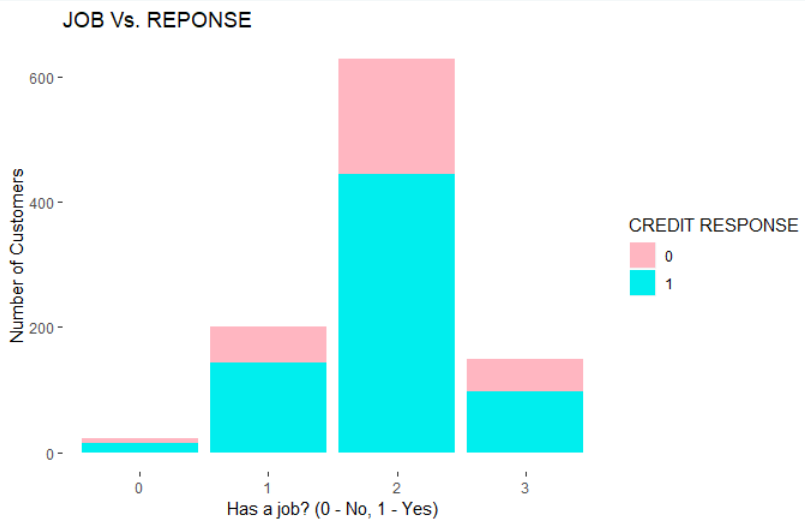 JOB Vs. REPONSE
Number of Customers
600
400
200
0
0 1 2 3
Has a job? (0 - No, 1 - Yes)
CREDIT RESPONSE
0
1